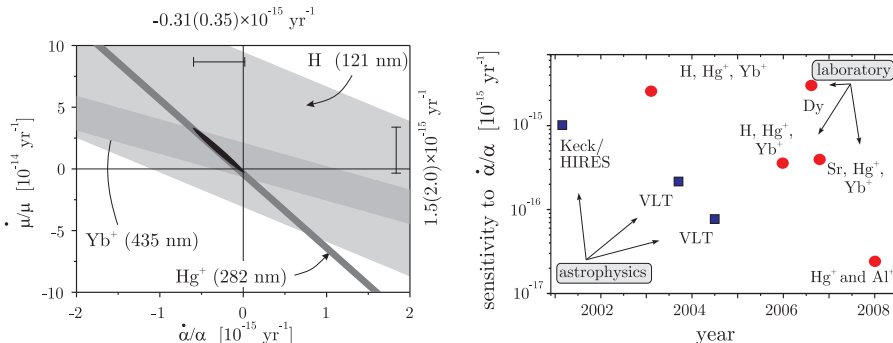 -0.31(0.35)×10⁻¹⁵ yr⁻¹
10
5
0
-5
-10
μ̇/μ [10⁻¹⁴ yr⁻¹]
H (121 nm)
Yb⁺ (435 nm)
Hg⁺ (282 nm)
1.5(2.0)×10⁻¹⁵ yr⁻¹
-2
-1
0
1
2
α̇/α [10⁻¹⁵ yr⁻¹]
sensitivity to α̇/α [10⁻¹⁵ yr⁻¹]
10⁻¹⁵
10⁻¹⁶
10⁻¹⁷
H, Hg⁺, Yb⁺
laboratory
Dy
Keck/
HIRES
H, Hg⁺,
Yb⁺
Sr, Hg⁺,
Yb⁺
VLT
VLT
astrophysics
Hg⁺ and Al⁺
2002
2004
2006
2008
year